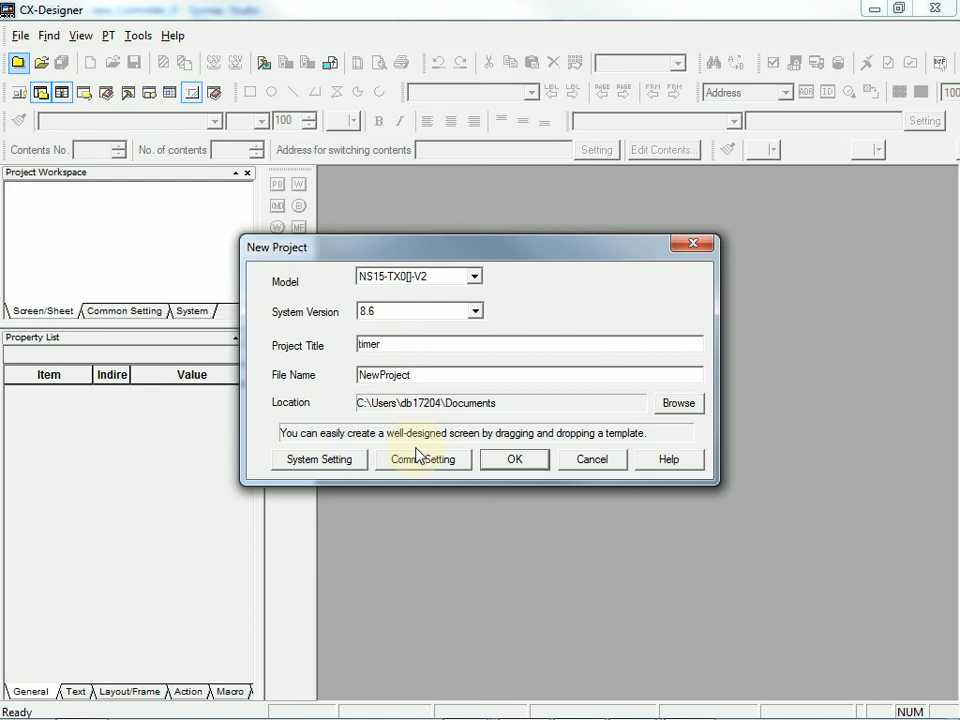 CX-Designer
File Find View PT Tools Help
Address
100
100 B I
Setting
Contents No. No. of contents Address for switching contents Setting Edit Contents...
Project Workspace
Screen/Sheet Common Setting System
Property List
Item Indire Value
General Text Layout/Frame Action Macro
New Project
Model NS15-TX0[]-V2
System Version 8.6
Project Title timer
File Name NewProject
Location C:\Users\db17204\Documents Browse
You can easily create a well-designed screen by dragging and dropping a template.
System Setting Comm. Setting OK Cancel Help
Ready NUM